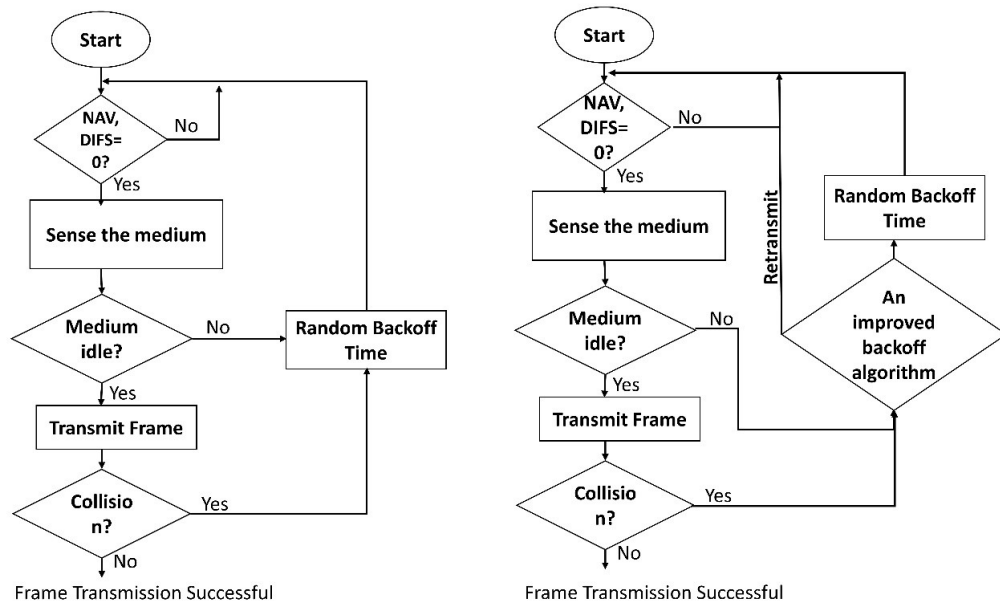 Start
NAV,
DIFS=
0?
No
Yes
Sense the medium
Medium
idle?
No
Random Backoff
Time
Yes
Transmit Frame
Collisio
n?
Yes
No
Frame Transmission Successful
Start
NAV,
DIFS=
0?
No
Yes
Sense the medium
Retransmit
Random Backoff
Time
An
improved
backoff
algorithm
Medium
idle?
No
Yes
Transmit Frame
Collisio
n?
Yes
No
Frame Transmission Successful